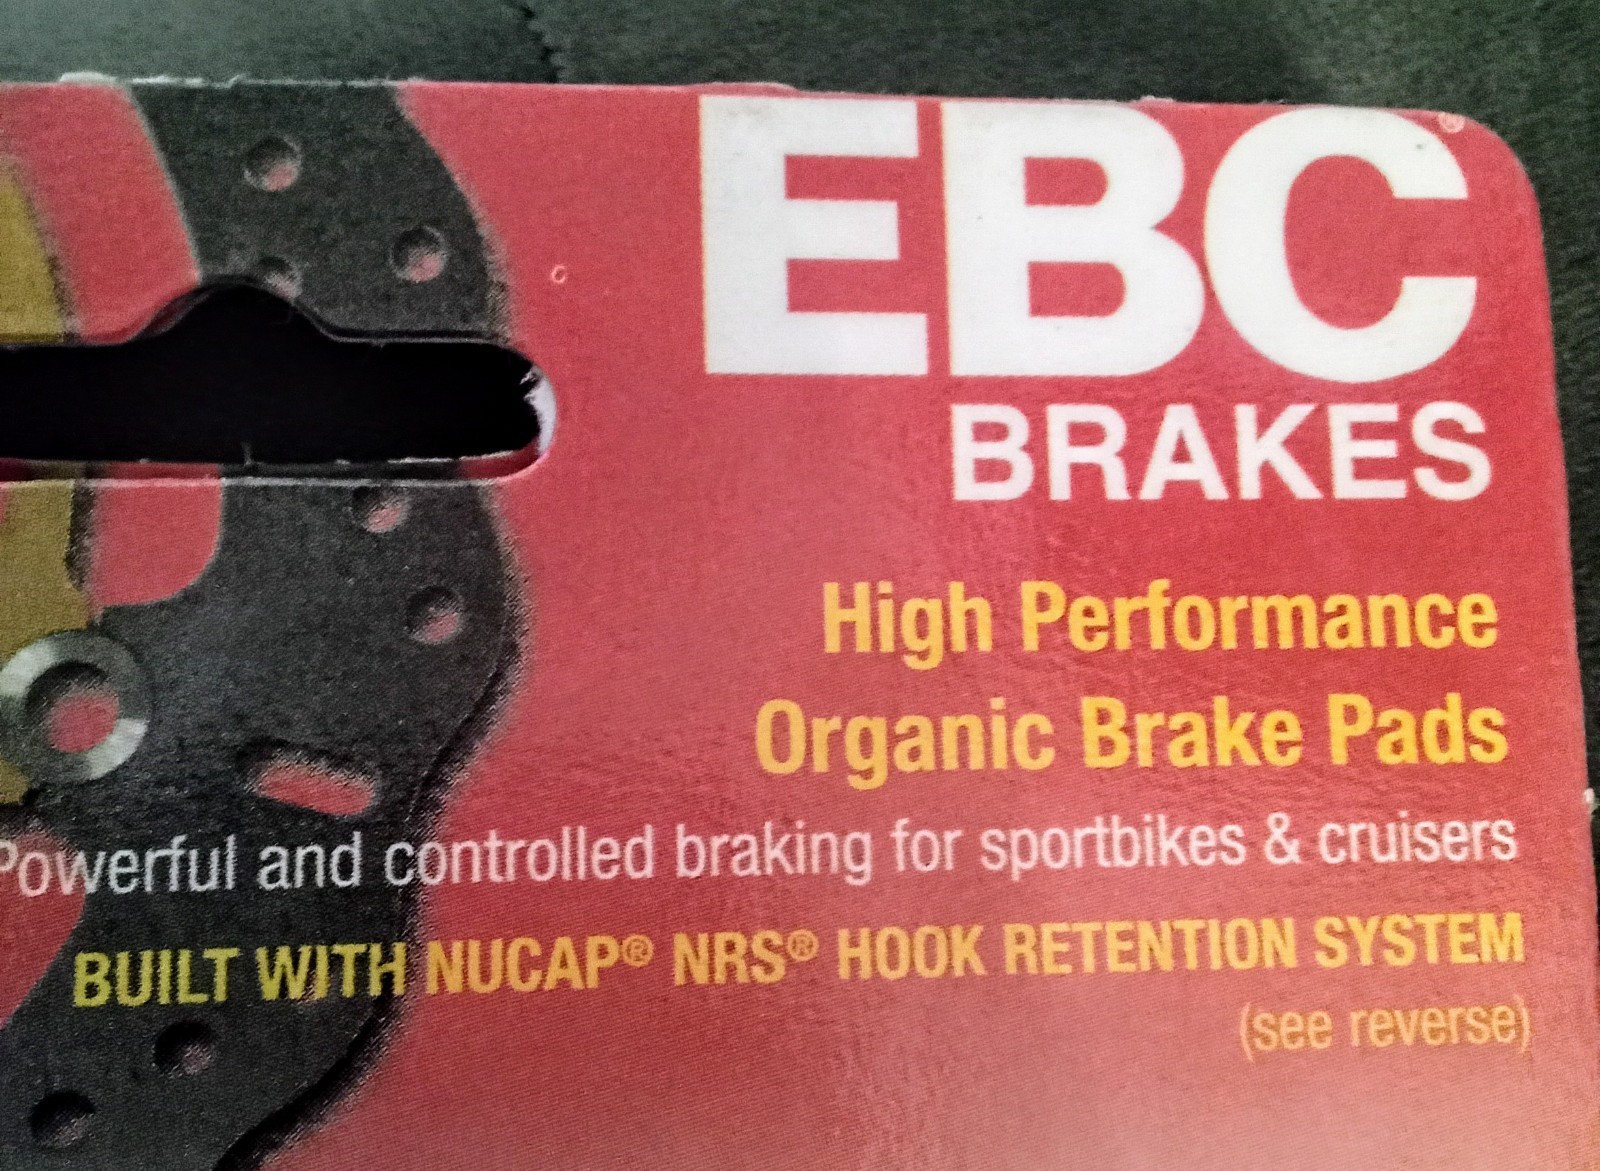 EBC®
BRAKES
High Performance
Organic Brake Pads
Powerful and controlled braking for sportbikes & cruisers
BUILT WITH NUCAP® NRS® HOOK RETENTION SYSTEM
(see reverse)